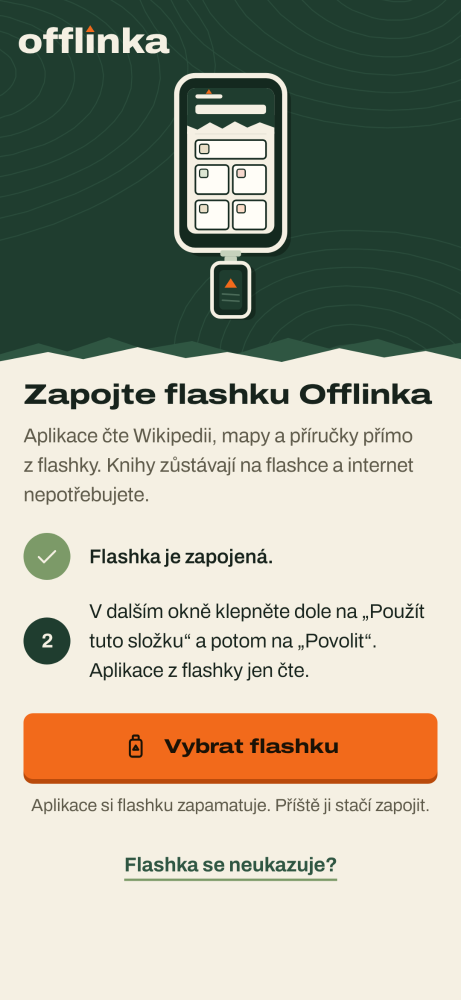 offlinka
Zapojte flashku Offlinka
Aplikace čte Wikipedii, mapy a příručky přímo
z flashky. Knihy zůstávají na flashce a internet
nepotřebujete.
Flashka je zapojená.
2
V dalším okně klepněte dole na „Použít
tuto složku“ a potom na „Povolit“.
Aplikace z flashky jen čte.
Vybrat flashku
Aplikace si flashku zapamatuje. Příště ji stačí zapojit.
Flashka se neukazuje?